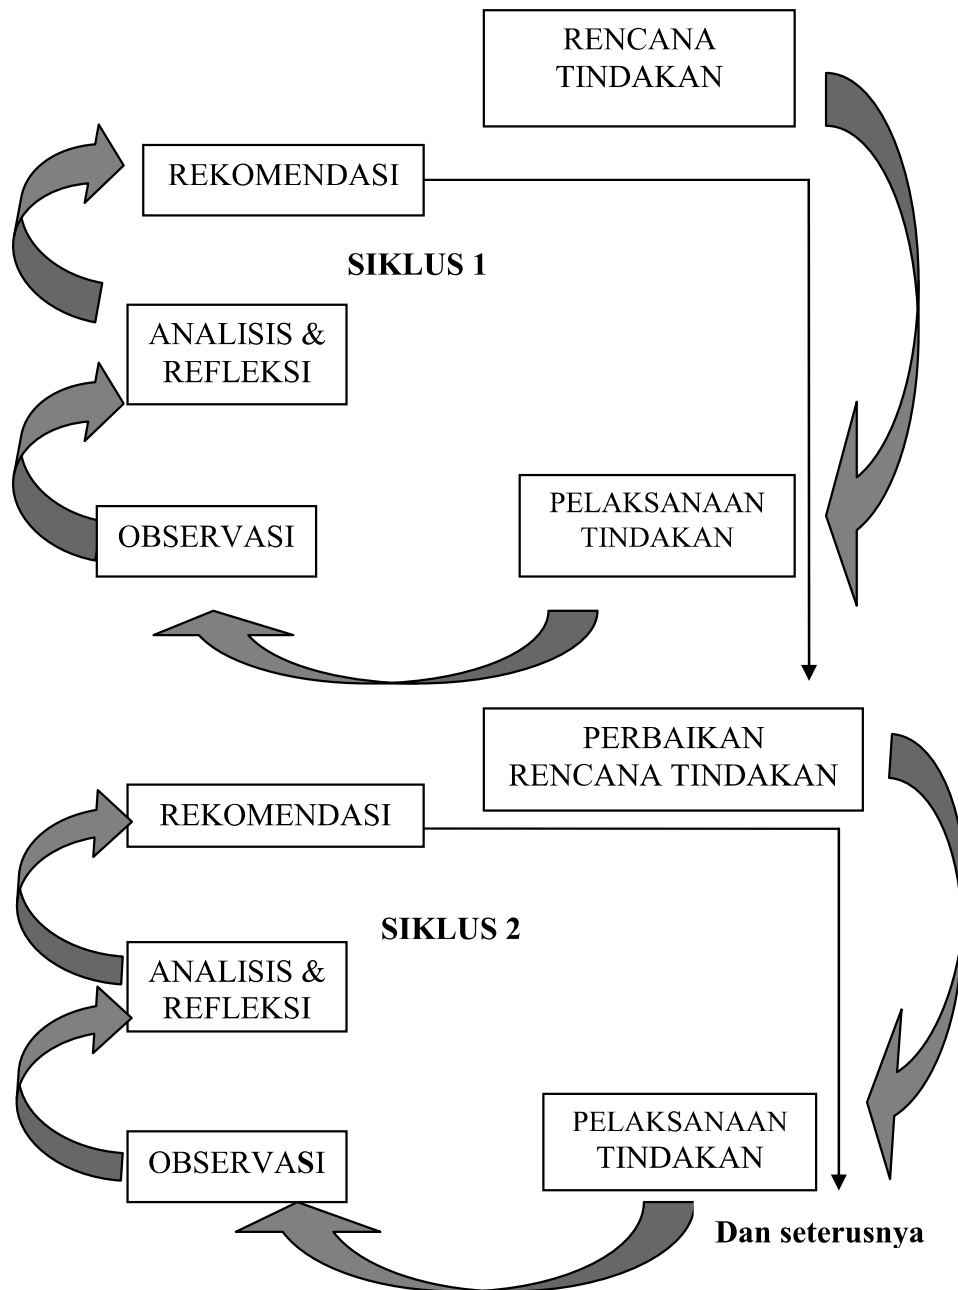 RENCANA
TINDAKAN
REKOMENDASI
SIKLUS 1
ANALISIS &
REFLEKSI
PELAKSANAAN
TINDAKAN
OBSERVASI
PERBAIKAN
RENCANA TINDAKAN
REKOMENDASI
SIKLUS 2
ANALISIS &
REFLEKSI
PELAKSANAAN
TINDAKAN
OBSERVASI
Dan seterusnya